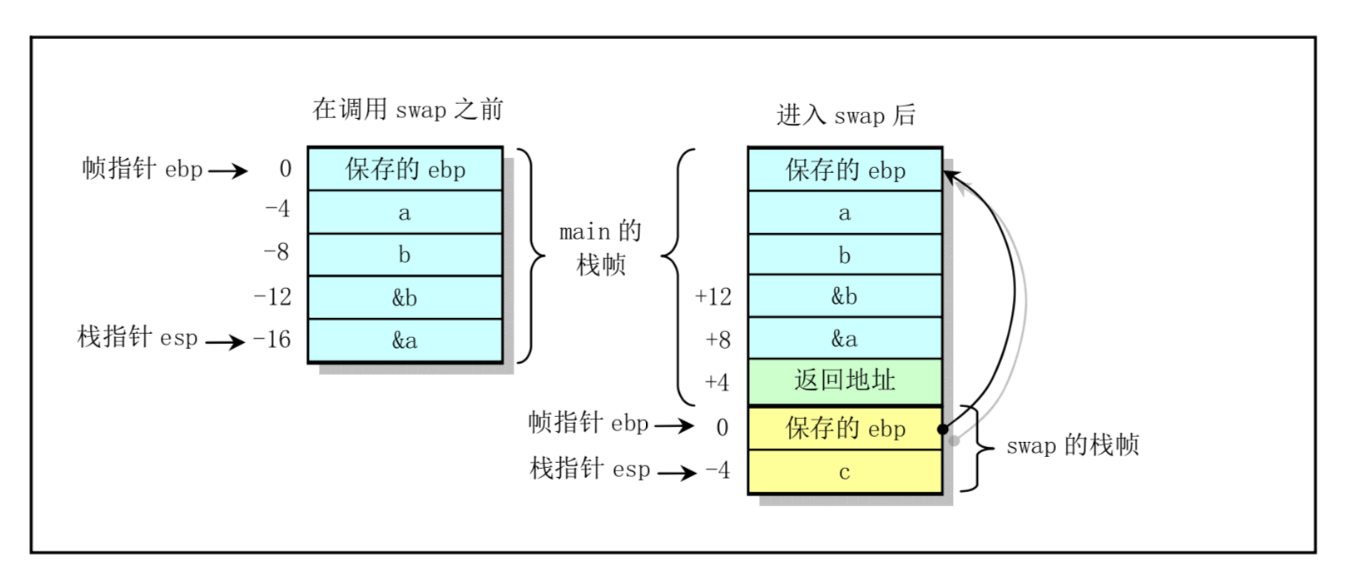 在调用 swap 之前
帧指针 ebp 0 保存的 ebp
-4 a
-8 b
-12 &b
栈指针 esp -16 &a
main 的
栈帧
进入 swap 后
保存的 ebp
a
b
+12 &b
+8 &a
+4 返回地址
帧指针 ebp 0 保存的 ebp
栈指针 esp -4 c
swap 的栈帧